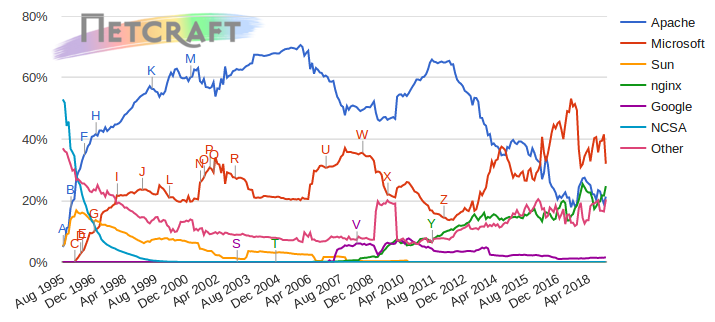 NETCRAFT
80%
60%
40%
20%
0%
A
B
C
D
E
F
G
H
I
J
K
L
M
N
O
P
Q
R
S
T
U
V
W
X
Y
Z
Aug 1995
Dec 1996
Apr 1998
Aug 1999
Dec 2000
Apr 2002
Aug 2003
Dec 2004
Apr 2006
Aug 2007
Dec 2008
Apr 2010
Aug 2011
Dec 2012
Apr 2014
Aug 2015
Dec 2016
Apr 2018
Apache
Microsoft
Sun
nginx
Google
NCSA
Other